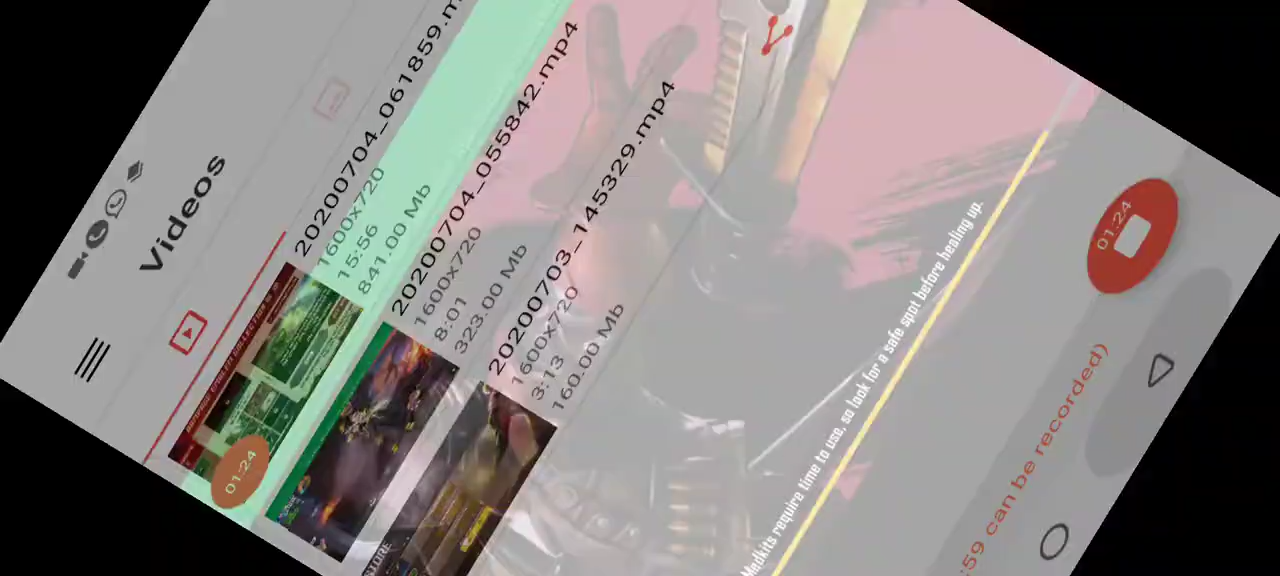 Videos
20200704_061859.m
1600x720
15:56
841.00 Mb
20200704_055842.mp4
1600x720
8:01
323.00 Mb
20200703_145329.mp4
1600x720
3:13
160.00 Mb
01:24
STORE
Medkits require time to use, so look for a safe spot before healing up.
01:24
:59 can be recorded)